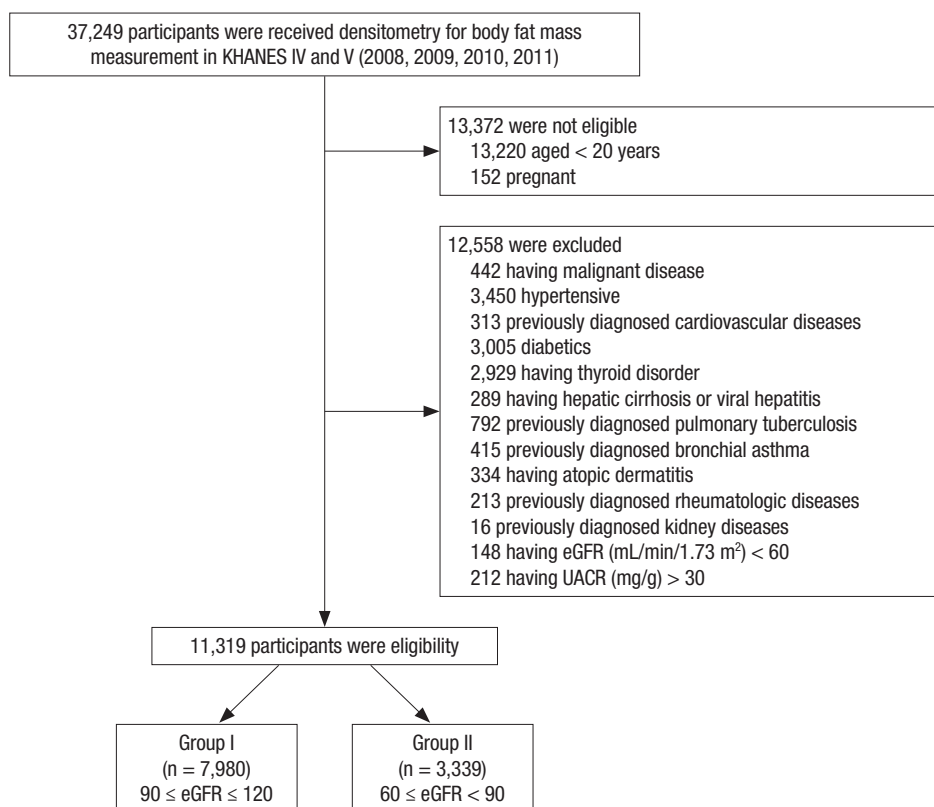 37,249 participants were received densitometry for body fat mass
measurement in KHANES IV and V (2008, 2009, 2010, 2011)
13,372 were not eligible
13,220 aged < 20 years
152 pregnant
12,558 were excluded
442 having malignant disease
3,450 hypertensive
313 previously diagnosed cardiovascular diseases
3,005 diabetics
2,929 having thyroid disorder
289 having hepatic cirrhosis or viral hepatitis
792 previously diagnosed pulmonary tuberculosis
415 previously diagnosed bronchial asthma
334 having atopic dermatitis
213 previously diagnosed rheumatologic diseases
16 previously diagnosed kidney diseases
148 having eGFR (mL/min/1.73 m²) < 60
212 having UACR (mg/g) > 30
11,319 participants were eligibility
Group I
(n = 7,980)
90 ≤ eGFR ≤ 120
Group II
(n = 3,339)
60 ≤ eGFR < 90